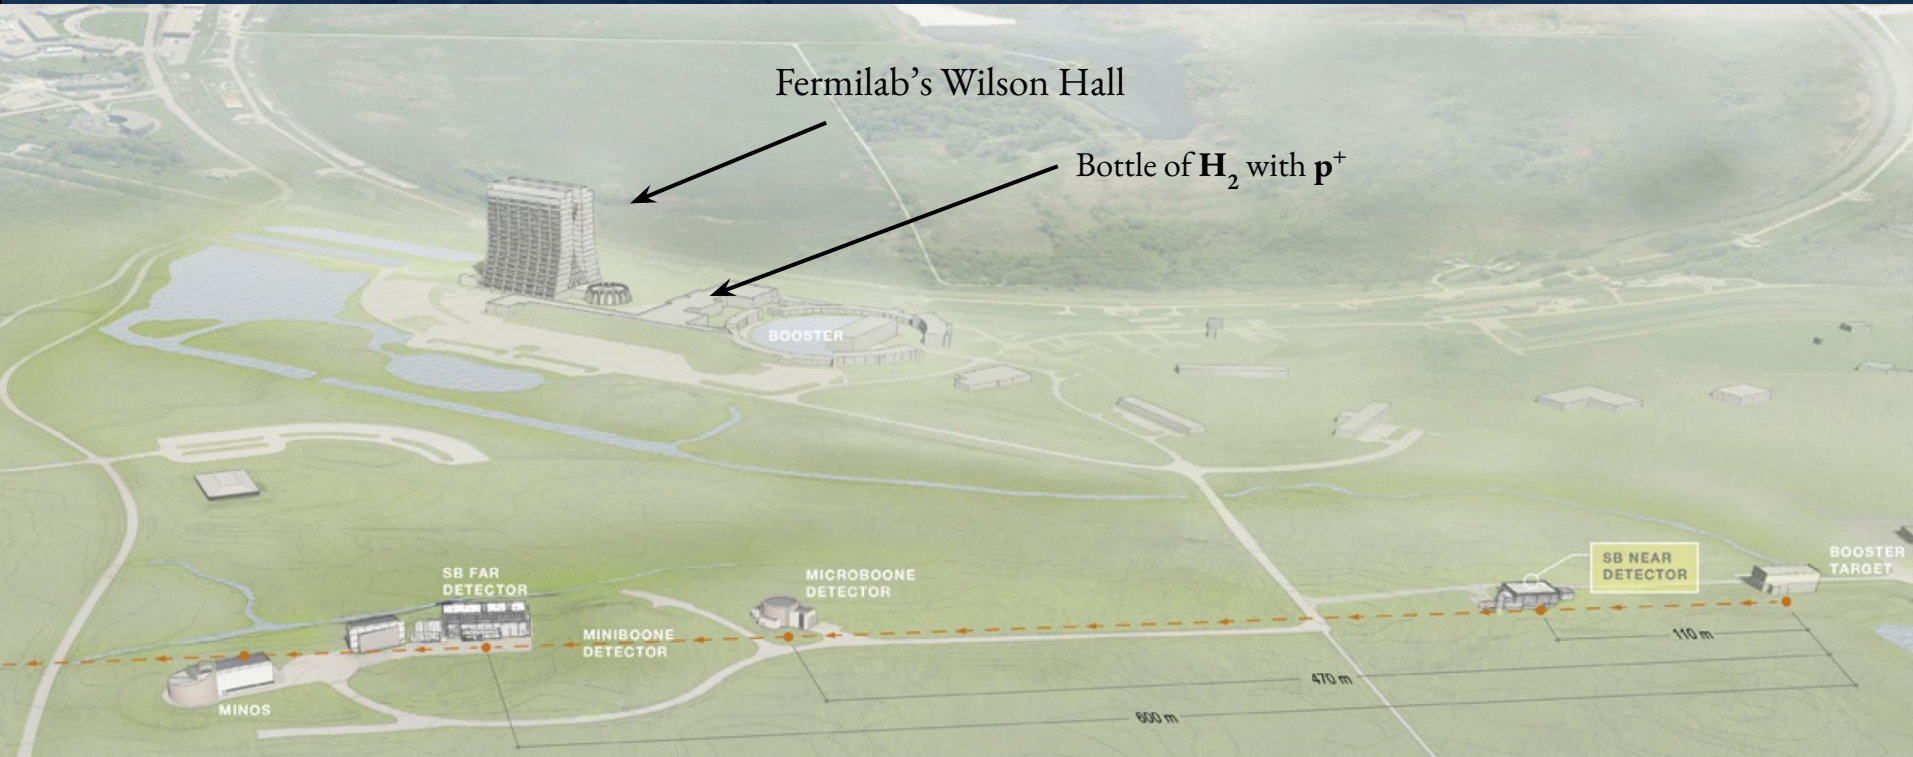 Fermilab’s Wilson Hall
Bottle of H2 with p+
BOOSTER
SB NEAR
DETECTOR
BOOSTER
TARGET
SB FAR
DETECTOR
MICROBOONE
DETECTOR
MINIBOONE
DETECTOR
110 m
470 m
600 m
MINOS